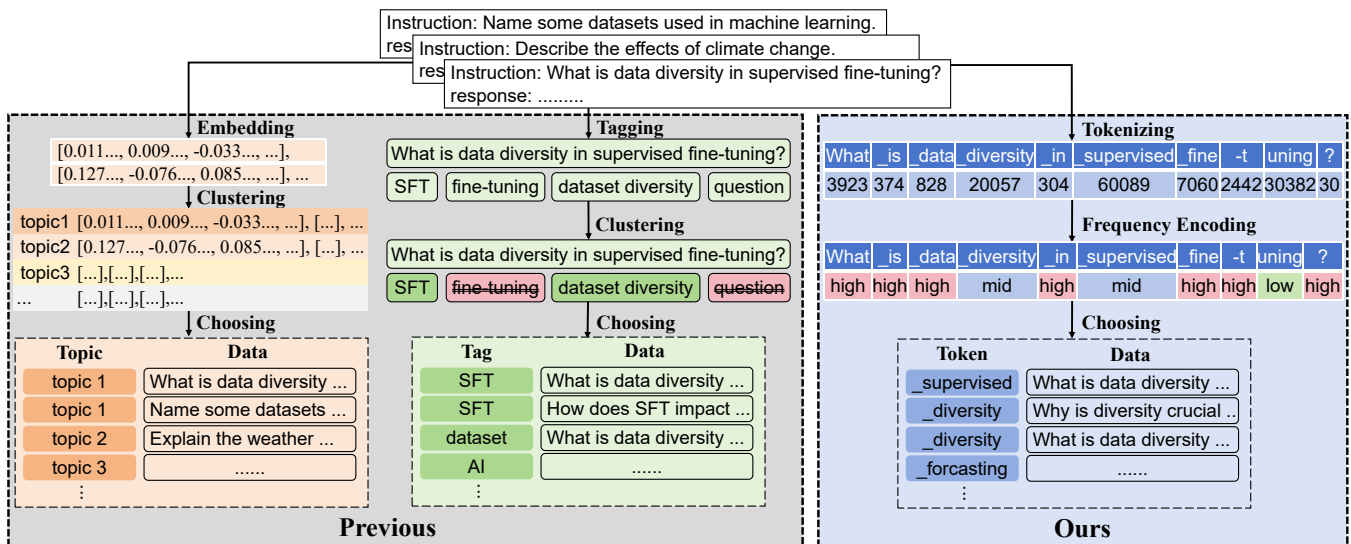 Instruction: Name some datasets used in machine learning.
res
Instruction: Describe the effects of climate change.
res
Instruction: What is data diversity in supervised fine-tuning?
response: .........
Embedding
[0.011..., 0.009..., -0.033..., ...],
[0.127..., -0.076..., 0.085..., ...], ...
Clustering
topic1 [0.011..., 0.009..., -0.033..., ...], [...], ...
topic2 [0.127..., -0.076..., 0.085..., ...], [...], ...
topic3 [...],[...],[...],...
... [...],[...],[...],...
Choosing
Topic Data
topic 1 What is data diversity ...
topic 1 Name some datasets ...
topic 2 Explain the weather ...
topic 3 ......
⋮
Tagging
What is data diversity in supervised fine-tuning?
SFT fine-tuning dataset diversity question
Clustering
What is data diversity in supervised fine-tuning?
SFT fine-tuning dataset diversity question
Choosing
Tag Data
SFT What is data diversity ...
SFT How does SFT impact ...
dataset What is data diversity ...
AI ......
⋮
Previous
Tokenizing
What _is _data _diversity _in _supervised _fine -t uning ?
3923 374 828 20057 304 60089 7060 2442 30382 30
Frequency Encoding
What _is _data _diversity _in _supervised _fine -t uning ?
high high high mid high mid high high low high
Choosing
Token Data
_supervised What is data diversity ...
_diversity Why is diversity crucial ..
_diversity What is data diversity ...
_forcasting ......
⋮
Ours